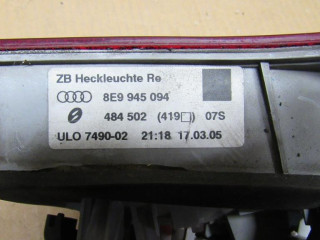 ZB Heckleuchte Re
8E9 945 094
484 502 (419□) 07S
ULO 7490-02 21:18 17.03.05